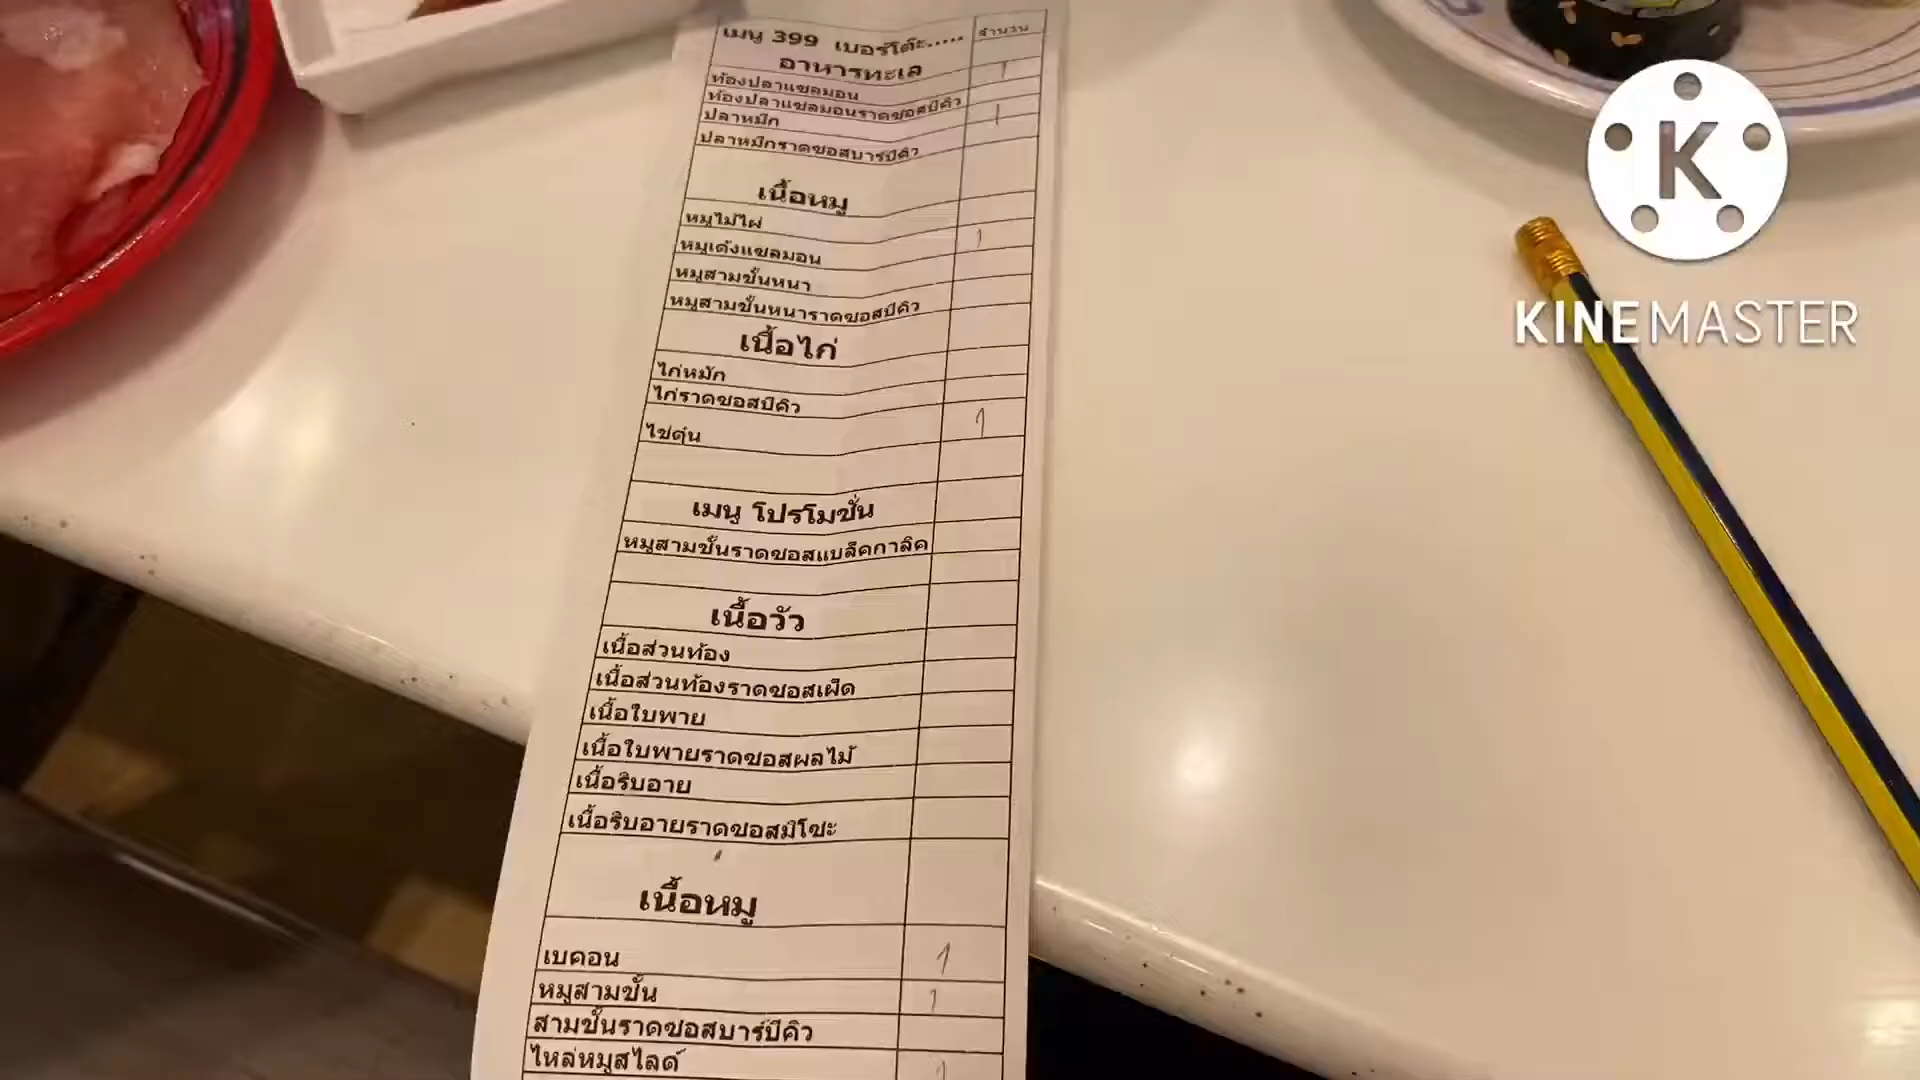 เมนู 399 เบอร์โต๊ะ.....
จำนวน
อาหารทะเล
ท้องปลาแซลมอน 1
ท้องปลาแซลมอนราดซอสบีคิว
ปลาหมึก 1
ปลาหมึกราดซอสบาร์บีคิว
เนื้อหมู
หมูไม้ไผ่
หมูเด้งแซลมอน 1
หมูสามชั้นหนา
หมูสามชั้นหนาราดซอสบีคิว
เนื้อไก่
ไก่หมัก
ไก่ราดซอสบีคิว
ไข่ตุ๋น 1
เมนู โปรโมชั่น
หมูสามชั้นราดซอสแบล็คกาลิค
เนื้อวัว
เนื้อส่วนท้อง
เนื้อส่วนท้องราดซอสเผ็ด
เนื้อใบพาย
เนื้อใบพายราดซอสผลไม้
เนื้อริบอาย
เนื้อริบอายราดซอสมิโซะ
เนื้อหมู
เบคอน 1
หมูสามชั้น 1
สามชั้นราดซอสบาร์บีคิว
ไหล่หมูสไลด์ 1
K
KINEMASTER